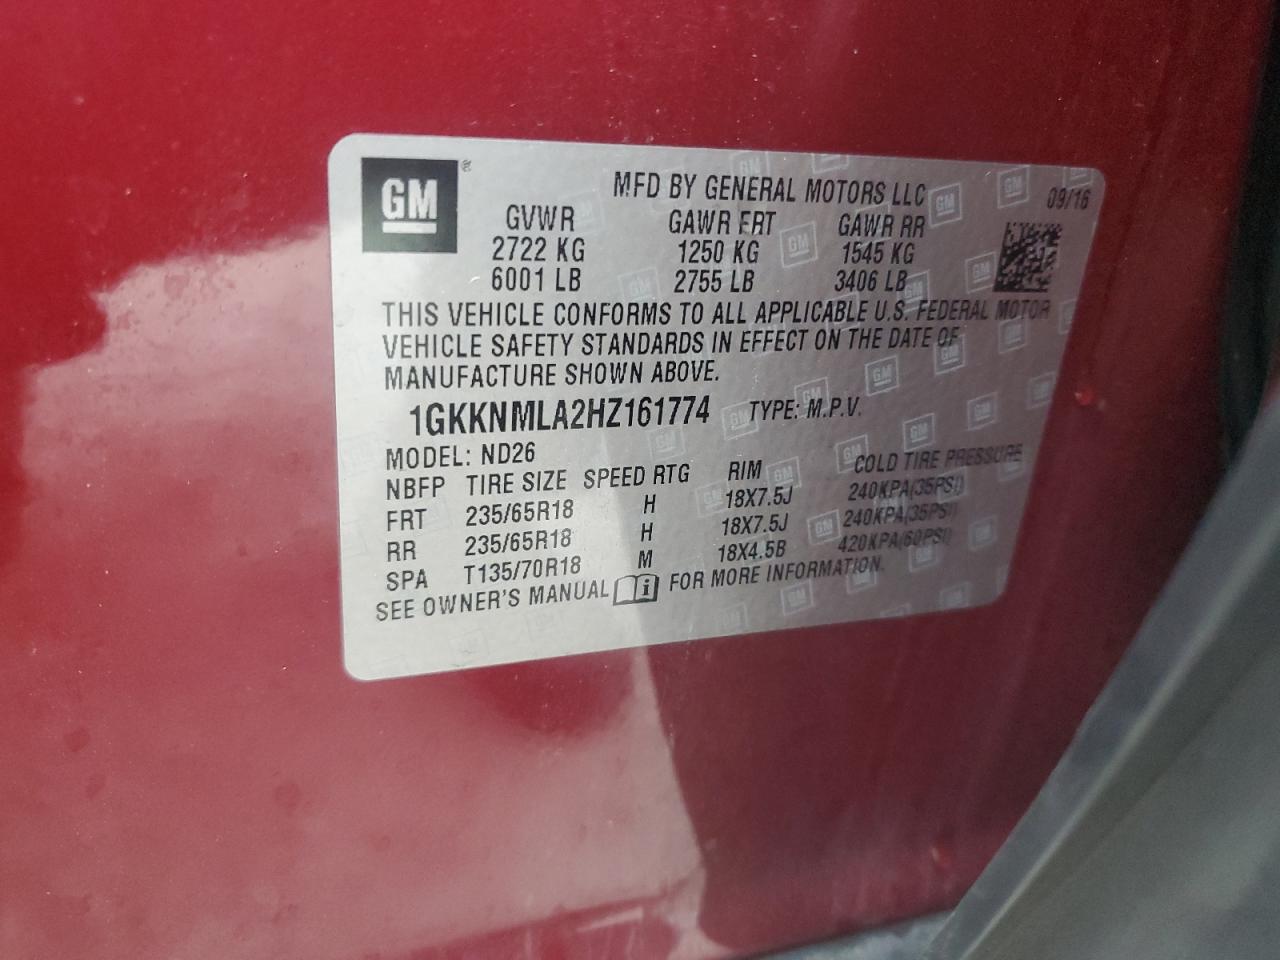 GM ®
MFD BY GENERAL MOTORS LLC 09/16
GVWR GAWR FRT GAWR RR
2722 KG 1250 KG 1545 KG
6001 LB 2755 LB 3406 LB
THIS VEHICLE CONFORMS TO ALL APPLICABLE U.S. FEDERAL MOTOR
VEHICLE SAFETY STANDARDS IN EFFECT ON THE DATE OF
MANUFACTURE SHOWN ABOVE.
1GKKNMLA2HZ161774 TYPE: M.P.V.
MODEL: ND26
NBFP TIRE SIZE SPEED RTG RIM COLD TIRE PRESSURE
FRT 235/65R18 H 18X7.5J 240KPA(35PSI)
RR 235/65R18 H 18X7.5J 240KPA(35PSI)
SPA T135/70R18 M 18X4.5B 420KPA(60PSI)
SEE OWNER'S MANUAL i FOR MORE INFORMATION.